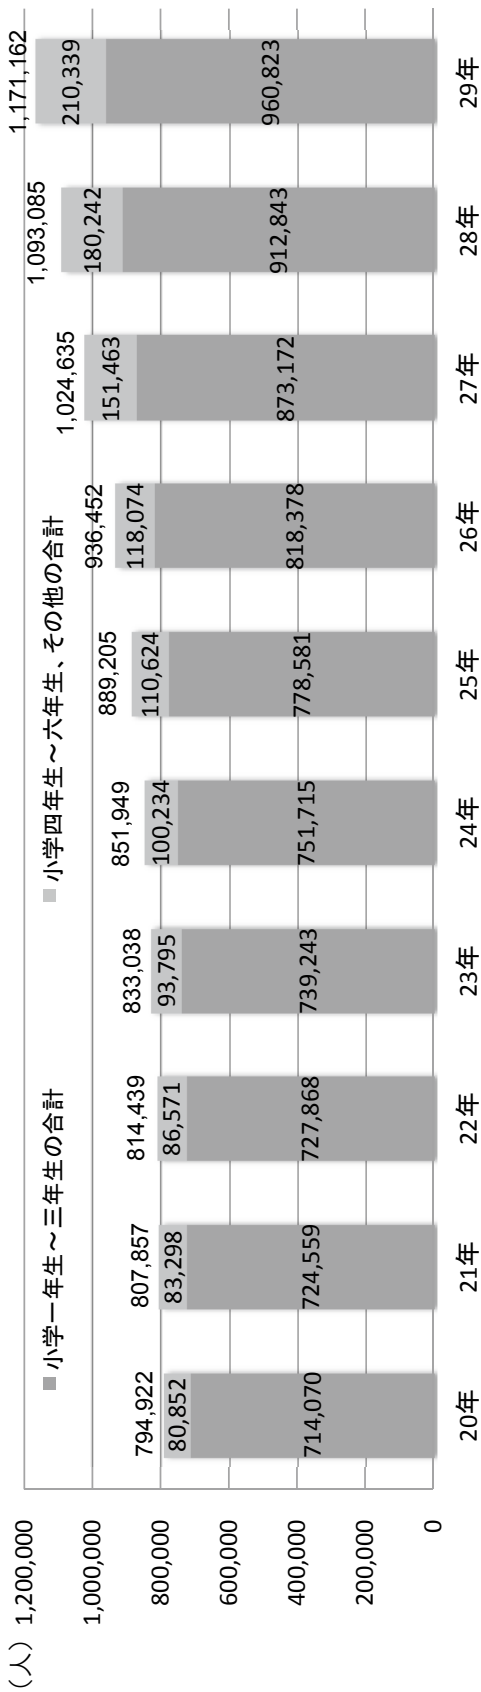 (人)
■小学一年生~三年生の合計
■小学四年生~六年生、その他の合計
1,200,000
1,000,000
800,000
600,000
400,000
200,000
0
794,922
80,852
714,070
20年
807,857
83,298
724,559
21年
814,439
86,571
727,868
22年
833,038
93,795
739,243
23年
851,949
100,234
751,715
24年
889,205
110,624
778,581
25年
936,452
118,074
818,378
26年
1,024,635
151,463
873,172
27年
1,093,085
180,242
912,843
28年
1,171,162
210,339
960,823
29年